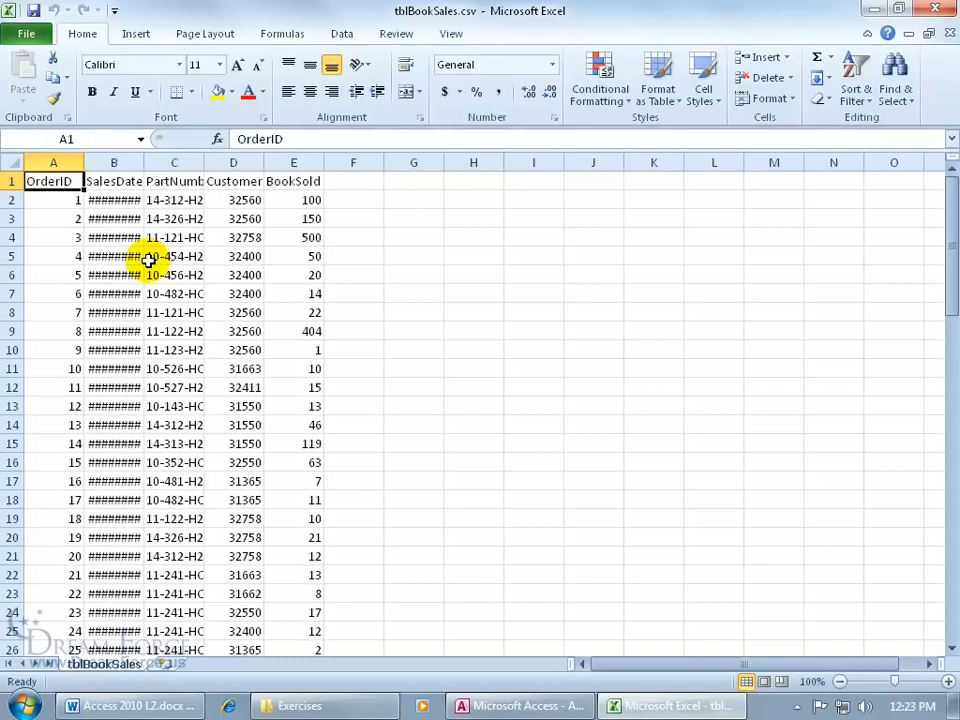 tblBookSales.csv - Microsoft Excel
File Home Insert Page Layout Formulas Data Review View
Calibri 11 General Insert Σ
Paste B I U A $ % , Conditional Formatting Format as Table Cell Styles Delete Format Sort & Filter Find & Select
Clipboard Font Alignment Number Styles Cells Editing
A1 fx OrderID
A B C D E F G H I J K L M N O
1 OrderID SalesDate PartNumb Customer BookSold
2 1 ######## 14-312-H2 32560 100
3 2 ######## 14-326-H2 32560 150
4 3 ######## 11-121-HC 32758 500
5 4 ######## 10-454-H2 32400 50
6 5 ######## 10-456-H2 32400 20
7 6 ######## 10-482-HC 32400 14
8 7 ######## 11-121-HC 32560 22
9 8 ######## 11-122-H2 32560 404
10 9 ######## 11-123-H2 32560 1
11 10 ######## 10-526-HC 31663 10
12 11 ######## 10-527-H2 32411 15
13 12 ######## 10-143-H2 31550 13
14 13 ######## 14-312-H2 31550 46
15 14 ######## 14-313-H2 31550 119
16 15 ######## 10-352-HC 32550 63
17 16 ######## 10-481-H2 31365 7
18 17 ######## 10-482-HC 31365 11
19 18 ######## 11-122-H2 32758 10
20 19 ######## 14-326-H2 32758 21
21 20 ######## 14-312-H2 32758 12
22 21 ######## 11-241-HC 31663 13
23 22 ######## 11-241-HC 31662 8
24 23 ######## 11-241-HC 32550 17
25 24 ######## 11-241-HC 32400 12
26 25 ######## 11-241-HC 31365 2
DREAM FORCE
www.DreamForce.us
tblBookSales
Ready 100%
Access 2010 L2.docx ... Exercises Microsoft Access - A... Microsoft Excel - tbl... 12:23 PM